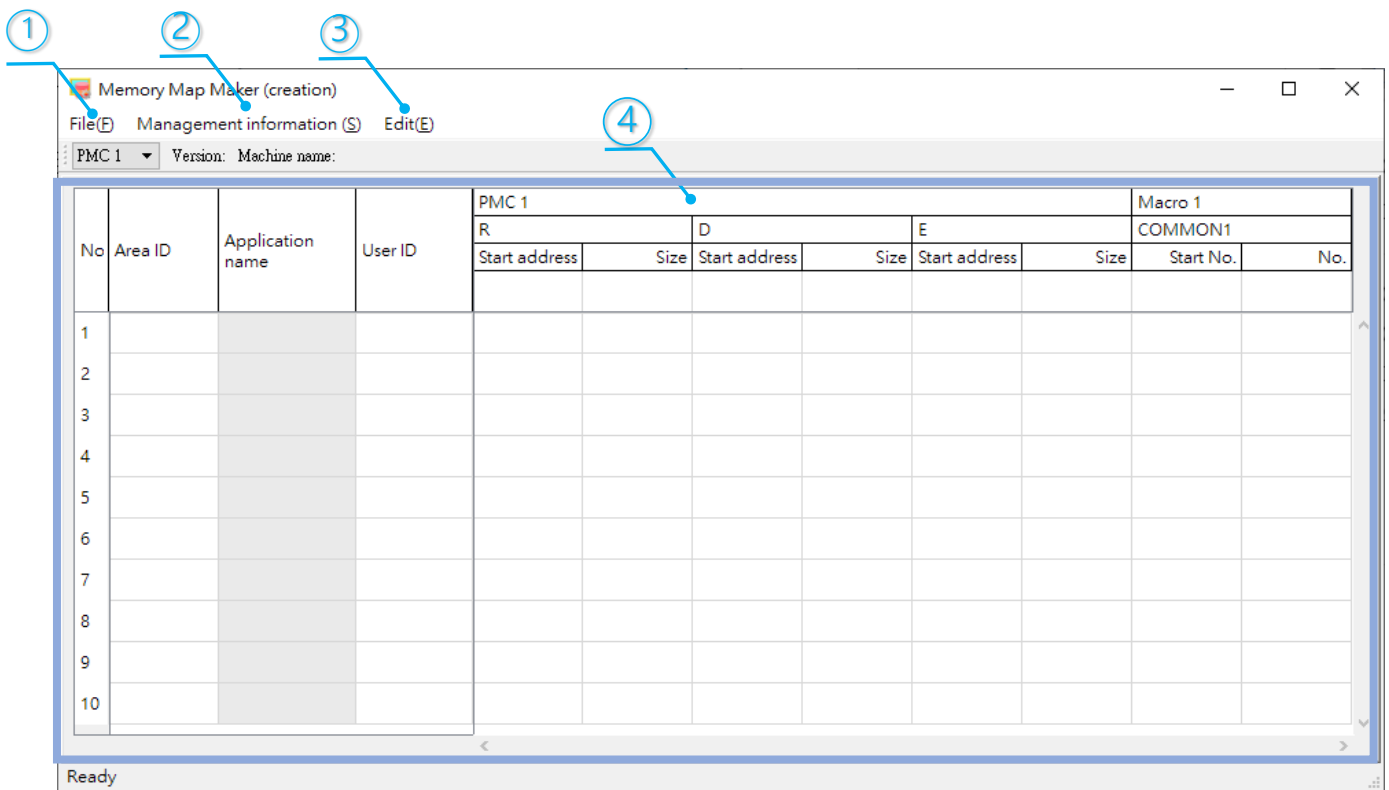 ① ② ③
Memory Map Maker (creation)
File(F) Management information (S) Edit(E)
④
PMC 1 Version: Machine name:
No Area ID Application name User ID
PMC 1 Macro 1
R D E COMMON1
Start address Size Start address Size Start address Size Start No. No.
1
2
3
4
5
6
7
8
9
10
Ready